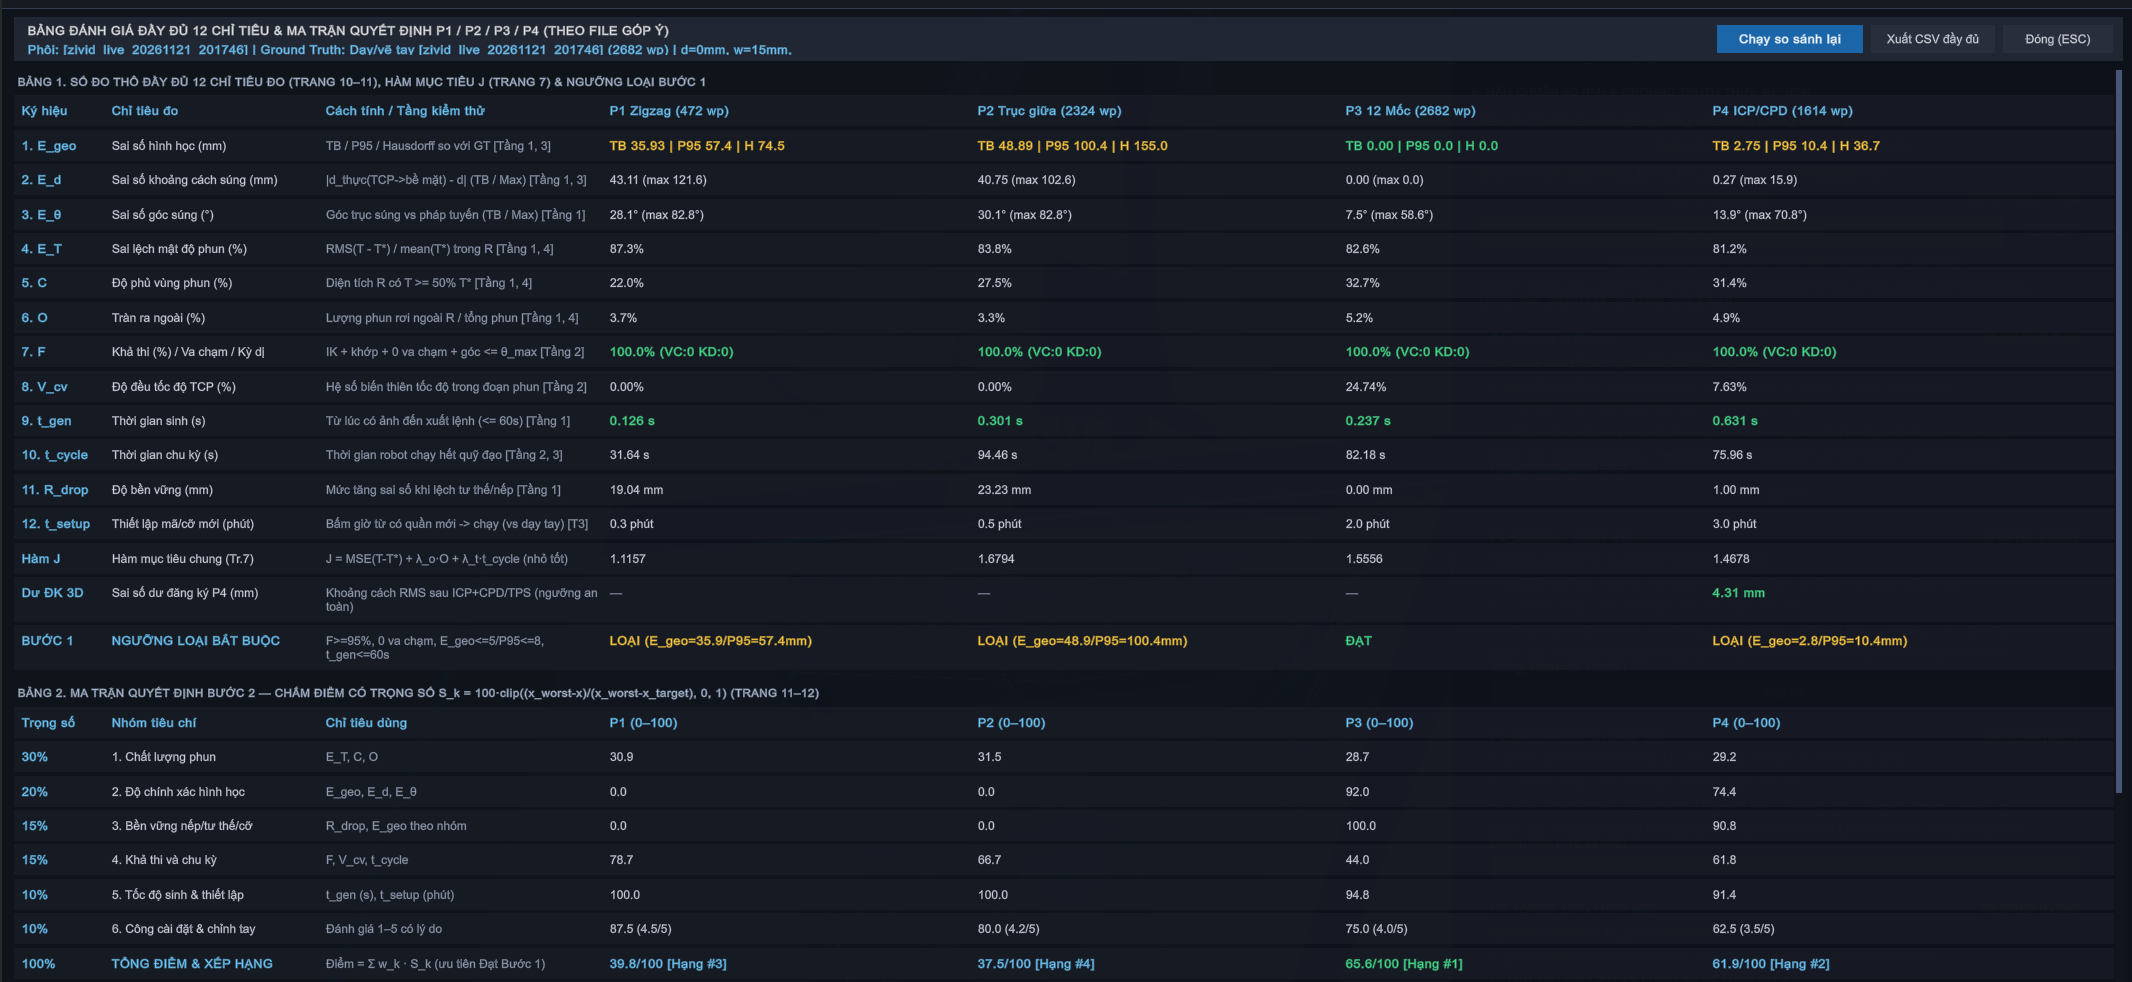 BẢNG ĐÁNH GIÁ ĐẦY ĐỦ 12 CHỈ TIÊU & MA TRẬN QUYẾT ĐỊNH P1 / P2 / P3 / P4 (THEO FILE GÓP Ý)
Phôi: [zivid_live_20261121_201746] | Ground Truth: Dạy/vẽ tay [zivid_live_20261121_201746] (2682 wp) | d=0mm, w=15mm.
Chạy so sánh lại
Xuất CSV đầy đủ
Đóng (ESC)
BẢNG 1. SỐ ĐO THÔ ĐẦY ĐỦ 12 CHỈ TIÊU ĐO (TRANG 10–11), HÀM MỤC TIÊU J (TRANG 7) & NGƯỠNG LOẠI BƯỚC 1
Ký hiệu Chỉ tiêu đo Cách tính / Tầng kiểm thử P1 Zigzag (472 wp) P2 Trục giữa (2324 wp) P3 12 Mốc (2682 wp) P4 ICP/CPD (1614 wp)
1. E_geo Sai số hình học (mm) TB / P95 / Hausdorff so với GT [Tầng 1, 3] TB 35.93 | P95 57.4 | H 74.5 TB 48.89 | P95 100.4 | H 155.0 TB 0.00 | P95 0.0 | H 0.0 TB 2.75 | P95 10.4 | H 36.7
2. E_d Sai số khoảng cách súng (mm) |d_thực(TCP->bề mặt) - d| (TB / Max) [Tầng 1, 3] 43.11 (max 121.6) 40.75 (max 102.6) 0.00 (max 0.0) 0.27 (max 15.9)
3. E_θ Sai số góc súng (°) Góc trục súng vs pháp tuyến (TB / Max) [Tầng 1] 28.1° (max 82.8°) 30.1° (max 82.8°) 7.5° (max 58.6°) 13.9° (max 70.8°)
4. E_T Sai lệch mật độ phun (%) RMS(T - T*) / mean(T*) trong R [Tầng 1, 4] 87.3% 83.8% 82.6% 81.2%
5. C Độ phủ vùng phun (%) Diện tích R có T >= 50% T* [Tầng 1, 4] 22.0% 27.5% 32.7% 31.4%
6. O Tràn ra ngoài (%) Lượng phun rơi ngoài R / tổng phun [Tầng 1, 4] 3.7% 3.3% 5.2% 4.9%
7. F Khả thi (%) / Va chạm / Kỳ dị IK + khớp + 0 va chạm + góc <= θ_max [Tầng 2] 100.0% (VC:0 KD:0) 100.0% (VC:0 KD:0) 100.0% (VC:0 KD:0) 100.0% (VC:0 KD:0)
8. V_cv Độ đều tốc độ TCP (%) Hệ số biến thiên tốc độ trong đoạn phun [Tầng 2] 0.00% 0.00% 24.74% 7.63%
9. t_gen Thời gian sinh (s) Từ lúc có ảnh đến xuất lệnh (<= 60s) [Tầng 1] 0.126 s 0.301 s 0.237 s 0.631 s
10. t_cycle Thời gian chu kỳ (s) Thời gian robot chạy hết quỹ đạo [Tầng 2, 3] 31.64 s 94.46 s 82.18 s 75.96 s
11. R_drop Độ bền vững (mm) Mức tăng sai số khi lệch tư thế/nếp [Tầng 1] 19.04 mm 23.23 mm 0.00 mm 1.00 mm
12. t_setup Thiết lập mã/cỡ mới (phút) Bấm giờ từ có quần mới -> chạy (vs dạy tay) [T3] 0.3 phút 0.5 phút 2.0 phút 3.0 phút
Hàm J Hàm mục tiêu chung (Tr.7) J = MSE(T-T*) + λ_o·O + λ_t·t_cycle (nhỏ tốt) 1.1157 1.6794 1.5556 1.4678
Dư ĐK 3D Sai số dư đăng ký P4 (mm) Khoảng cách RMS sau ICP+CPD/TPS (ngưỡng an — — — 4.31 mm
toàn)
BƯỚC 1 NGƯỠNG LOẠI BẮT BUỘC F>=95%, 0 va chạm, E_geo<=5/P95<=8, LOẠI (E_geo=35.9/P95=57.4mm) LOẠI (E_geo=48.9/P95=100.4mm) ĐẠT LOẠI (E_geo=2.8/P95=10.4mm)
t_gen<=60s
BẢNG 2. MA TRẬN QUYẾT ĐỊNH BƯỚC 2 — CHẤM ĐIỂM CÓ TRỌNG SỐ S_k = 100·clip((x_worst-x)/(x_worst-x_target), 0, 1) (TRANG 11–12)
Trọng số Nhóm tiêu chí Chỉ tiêu dùng P1 (0–100) P2 (0–100) P3 (0–100) P4 (0–100)
30% 1. Chất lượng phun E_T, C, O 30.9 31.5 28.7 29.2
20% 2. Độ chính xác hình học E_geo, E_d, E_θ 0.0 0.0 92.0 74.4
15% 3. Bền vững nếp/tư thế/cỡ R_drop, E_geo theo nhóm 0.0 0.0 100.0 90.8
15% 4. Khả thi và chu kỳ F, V_cv, t_cycle 78.7 66.7 44.0 61.8
10% 5. Tốc độ sinh & thiết lập t_gen (s), t_setup (phút) 100.0 100.0 94.8 91.4
10% 6. Công cài đặt & chỉnh tay Đánh giá 1–5 có lý do 87.5 (4.5/5) 80.0 (4.2/5) 75.0 (4.0/5) 62.5 (3.5/5)
100% TỔNG ĐIỂM & XẾP HẠNG Điểm = Σ w_k · S_k (ưu tiên Đạt Bước 1) 39.8/100 [Hạng #3] 37.5/100 [Hạng #4] 65.6/100 [Hạng #1] 61.9/100 [Hạng #2]